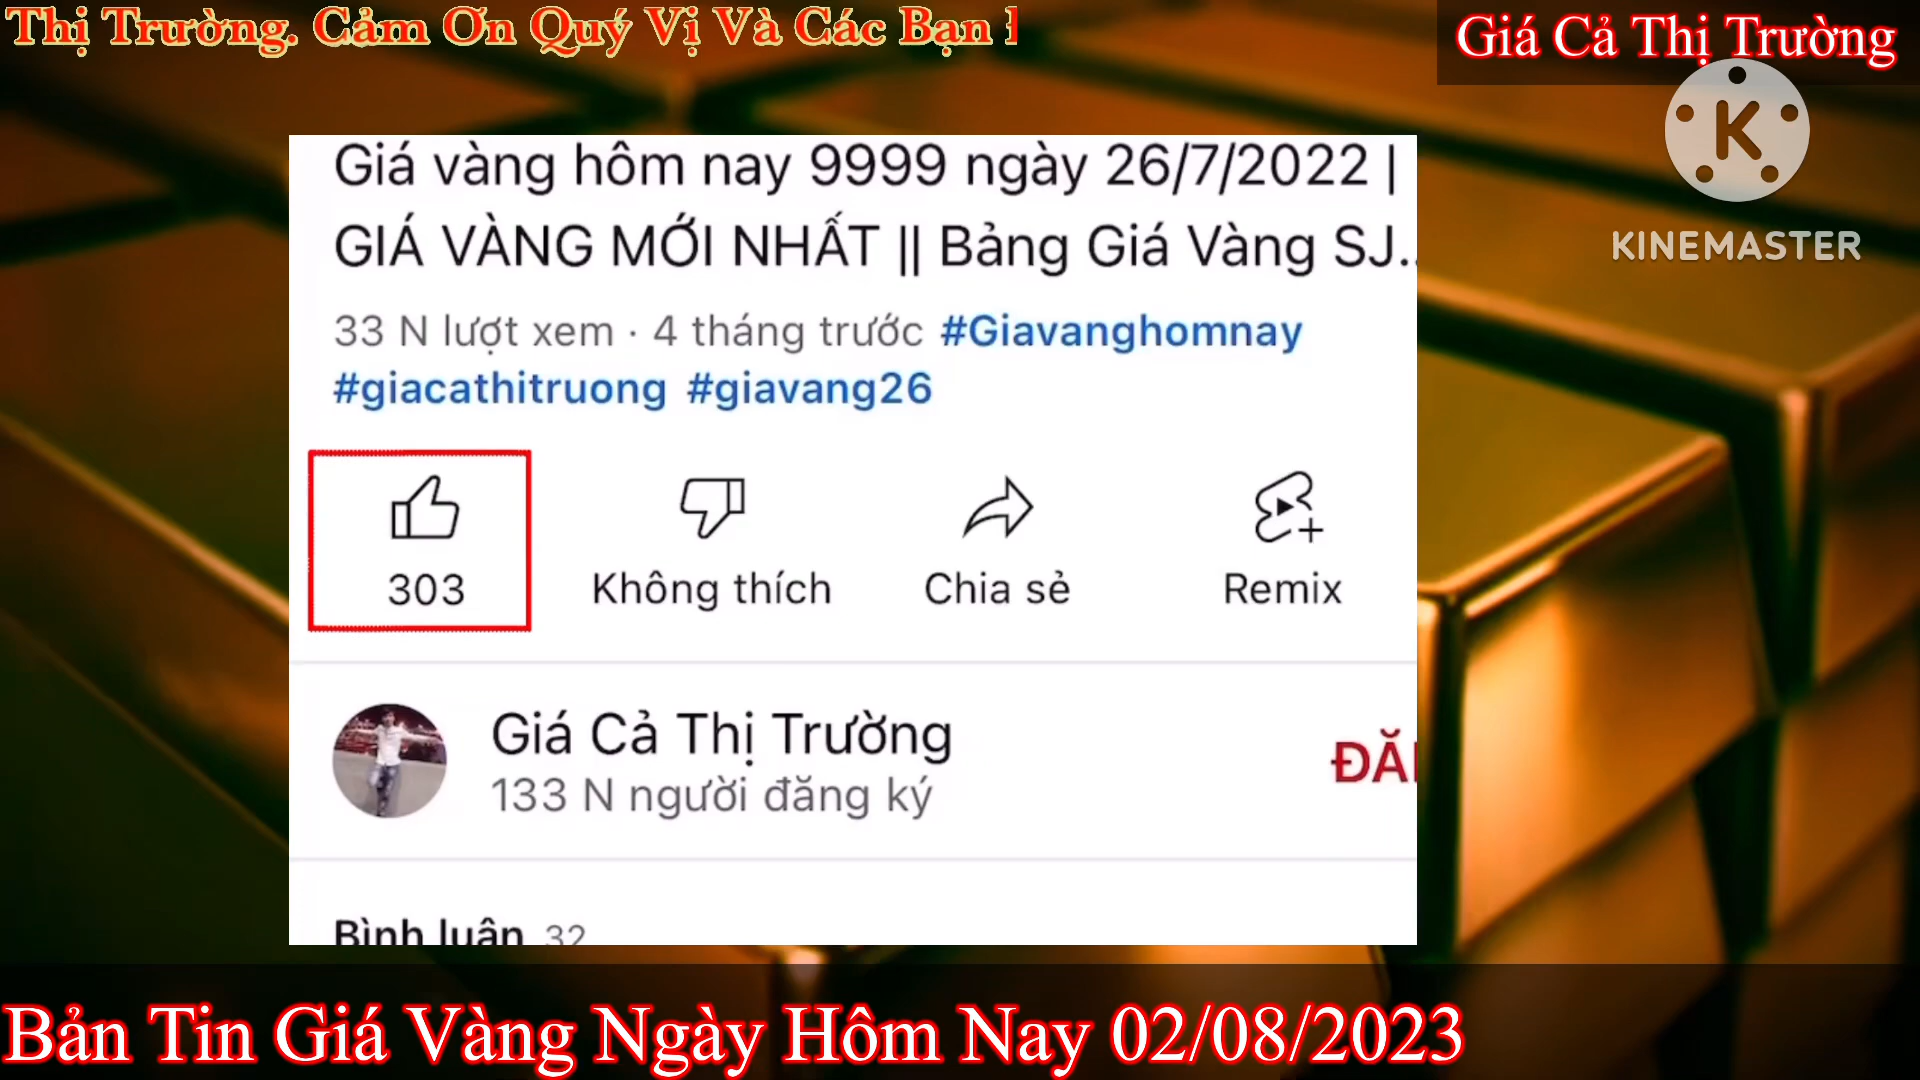 Thị Trường. Cảm Ơn Quý Vị Và Các Bạn
Giá Cả Thị Trường
K
KINEMASTER
Giá vàng hôm nay 9999 ngày 26/7/2022 |
GIÁ VÀNG MỚI NHẤT || Bảng Giá Vàng SJ..
33 N lượt xem · 4 tháng trước #Giavanghomnay
#giacathitruong #giavang26
303 Không thích Chia sẻ Remix
Giá Cả Thị Trường
133 N người đăng ký
Bình luận 32
Bản Tin Giá Vàng Ngày Hôm Nay 02/08/2023